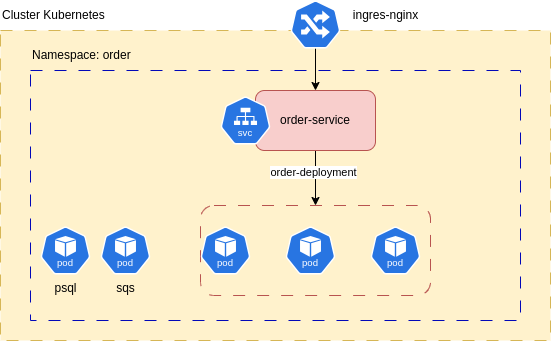 Cluster Kubernetes
ingres-nginx
Namespace: order
order-service
svc
order-deployment
pod
pod
pod
pod
pod
psql
sqs